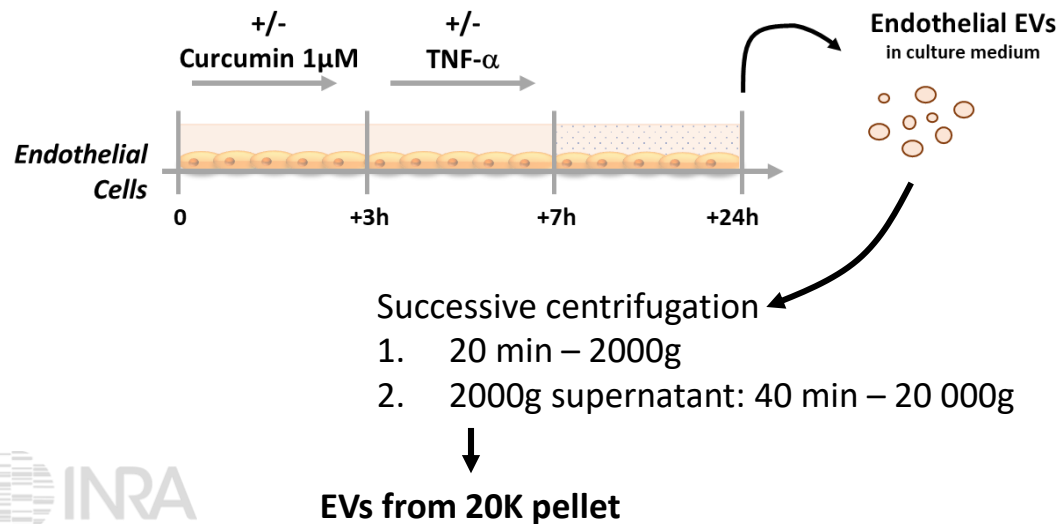 +/-
Curcumin 1µM
+/-
TNF-α
Endothelial EVs
in culture medium
Endothelial
Cells
0
+3h
+7h
+24h
Successive centrifugation
1. 20 min – 2000g
2. 2000g supernatant: 40 min – 20 000g
INRA
EVs from 20K pellet